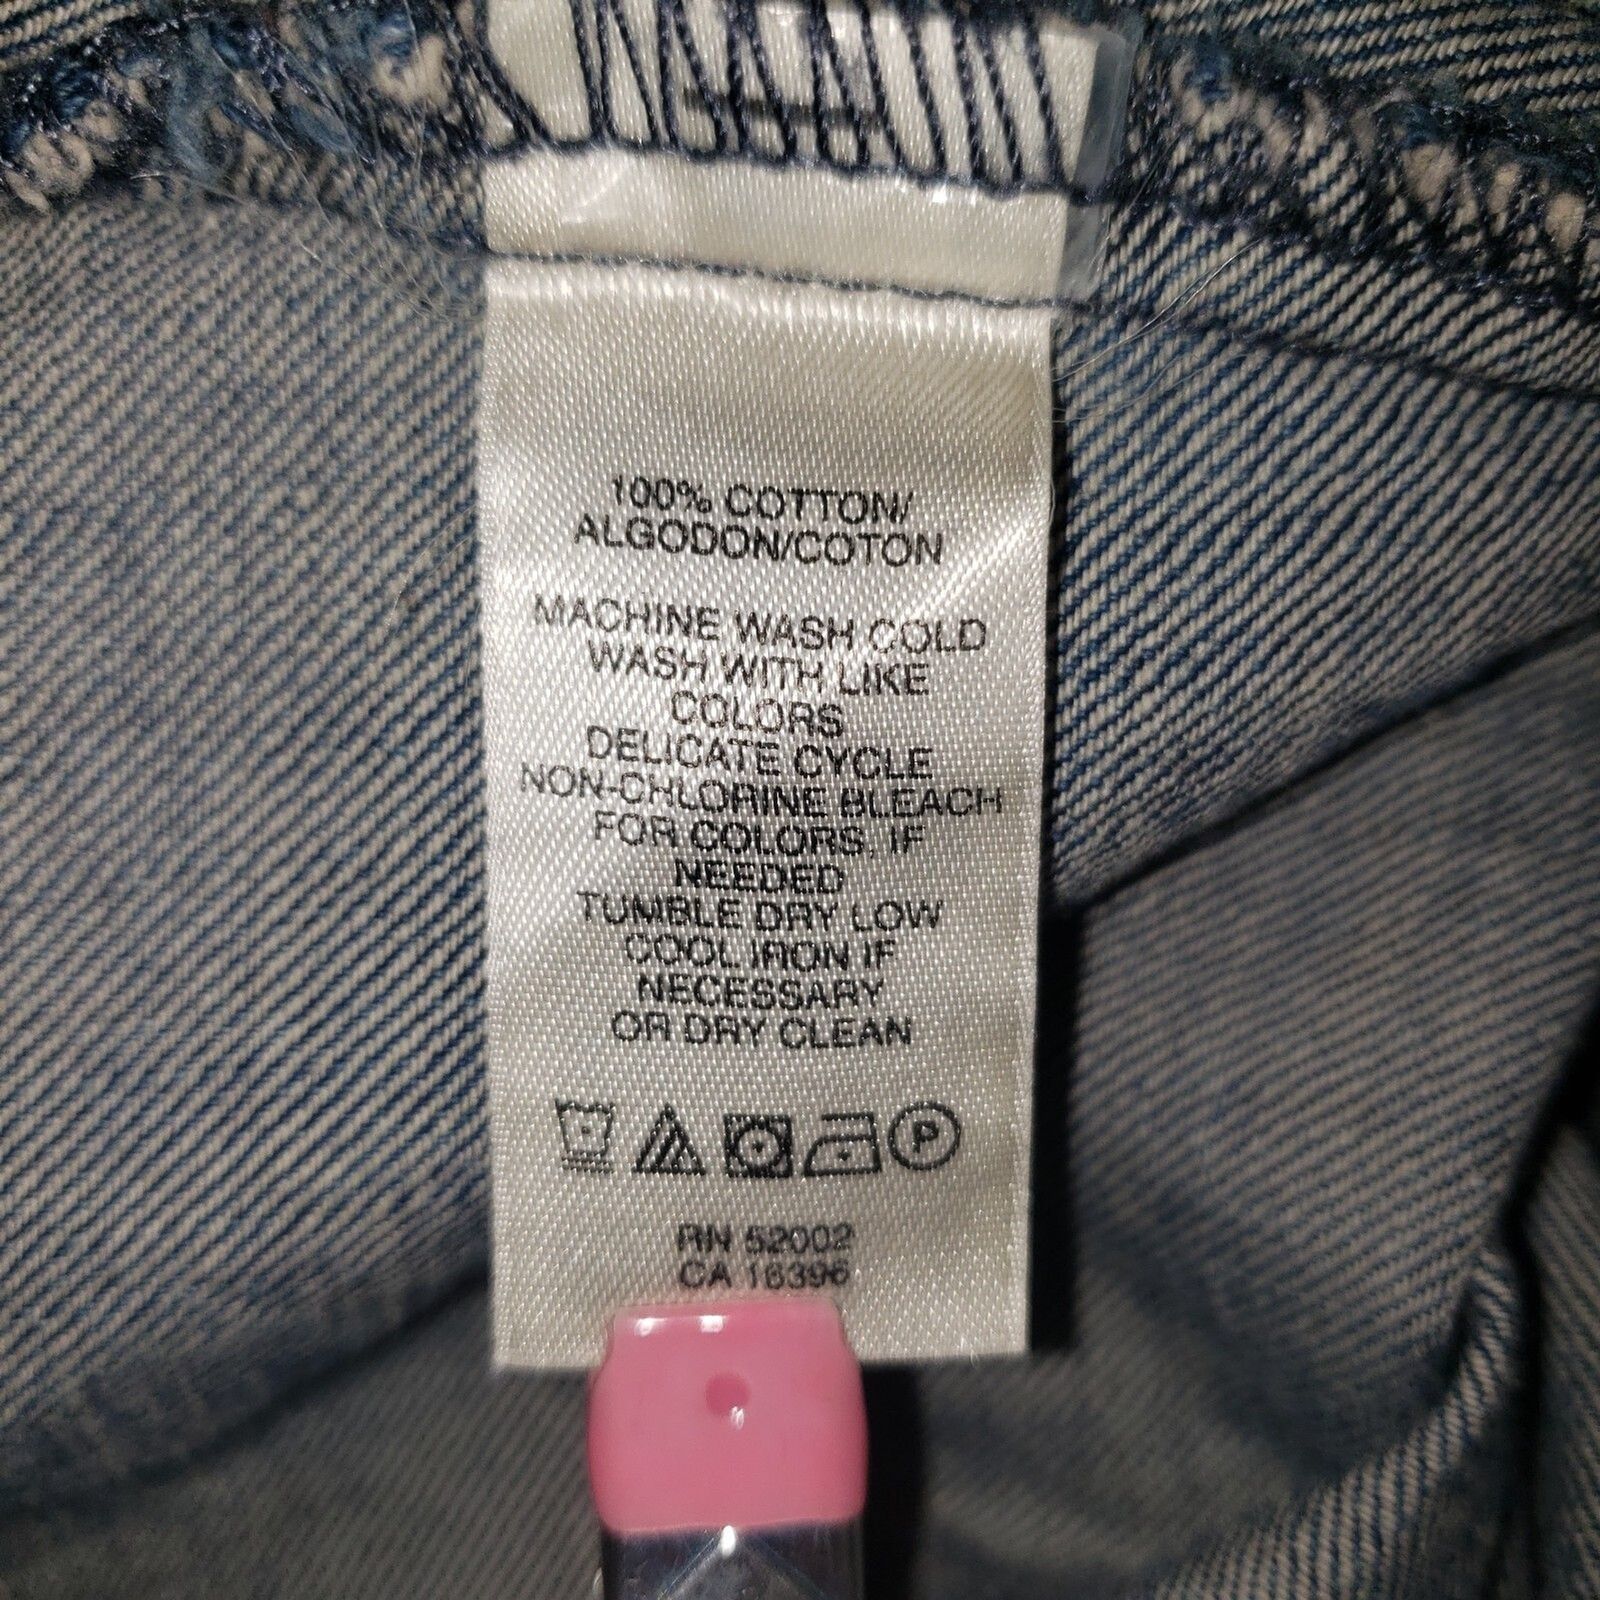 100% COTTON/
ALGODON/COTON
MACHINE WASH COLD
WASH WITH LIKE
COLORS
DELICATE CYCLE
NON-CHLORINE BLEACH
FOR COLORS, IF
NEEDED
TUMBLE DRY LOW
COOL IRON IF
NECESSARY
OR DRY CLEAN
P
RN 52002
CA 16396